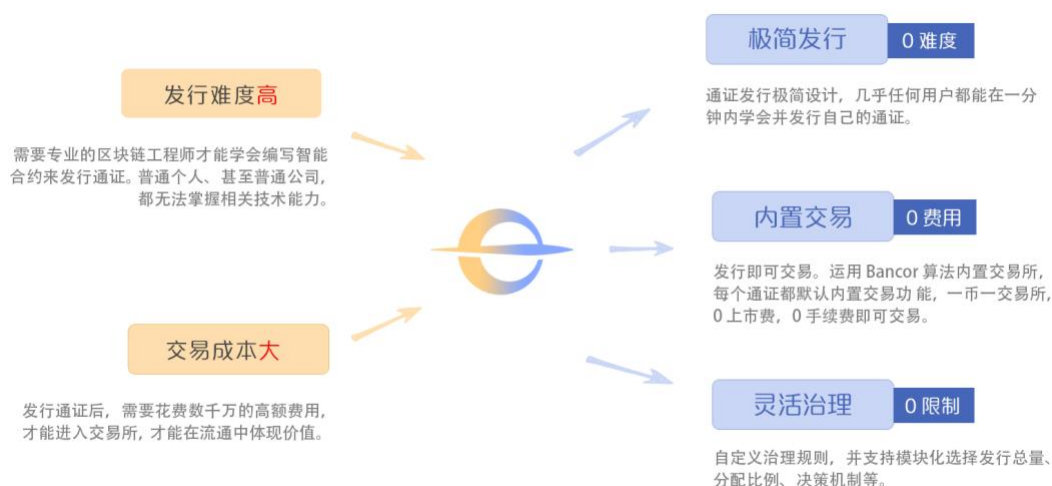 发行难度高
需要专业的区块链工程师才能学会编写智能
合约来发行通证。普通个人、甚至普通公司，
都无法掌握相关技术能力。
交易成本大
发行通证后，需要花费数千万的高额费用，
才能进入交易所，才能在流通中体现价值。
极简发行 0 难度
通证发行极简设计，几乎任何用户都能在一分
钟内学会并发行自己的通证。
内置交易 0 费用
发行即可交易。运用 Bancor 算法内置交易所，
每个通证都默认内置交易功能，一币一交易所，
0 上市费，0 手续费即可交易。
灵活治理 0 限制
自定义治理规则，并支持模块化选择发行总量、
分配比例、决策机制等。